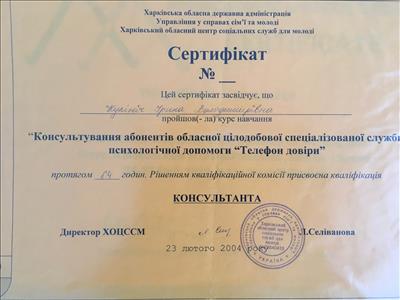 Харківська обласна державна адміністрація
Управління у справах сім'ї та молоді
Харківський обласний центр соціальних служб для молоді
Сертифікат
№
Цей сертифікат засвідчує, що
Ірина Володимирівна
пройшов(- ла) курс навчання
“Консультування абонентів обласної цілодобової спеціалізованої служби
психологічної допомоги “Телефон довіри”
протягом 84 годин. Рішенням кваліфікаційної комісії присвоєна кваліфікація
КОНСУЛЬТАНТА
Директор ХОЦССМ Л.Селіванова
23 лютого 2004 року